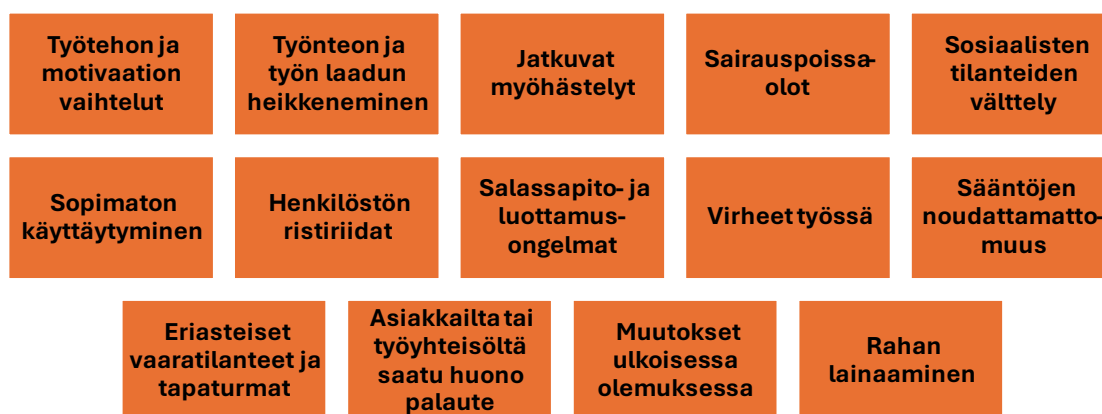 Työtehon ja
motivaation
vaihtelut
Työnteon ja
työn laadun
heikkeneminen
Jatkuvat
myöhästelyt
Sairauspoissa-
olot
Sosiaalisten
tilanteiden
välttely
Sopimaton
käyttäytyminen
Henkilöstön
ristiriidat
Salassapito- ja
luottamus-
ongelmat
Virheet työssä
Sääntöjen
noudattamatto-
muus
Eriasteiset
vaaratilanteet ja
tapaturmat
Asiakkailta tai
työyhteisöltä
saatu huono
palaute
Muutokset
ulkoisessa
olemuksessa
Rahan
lainaaminen